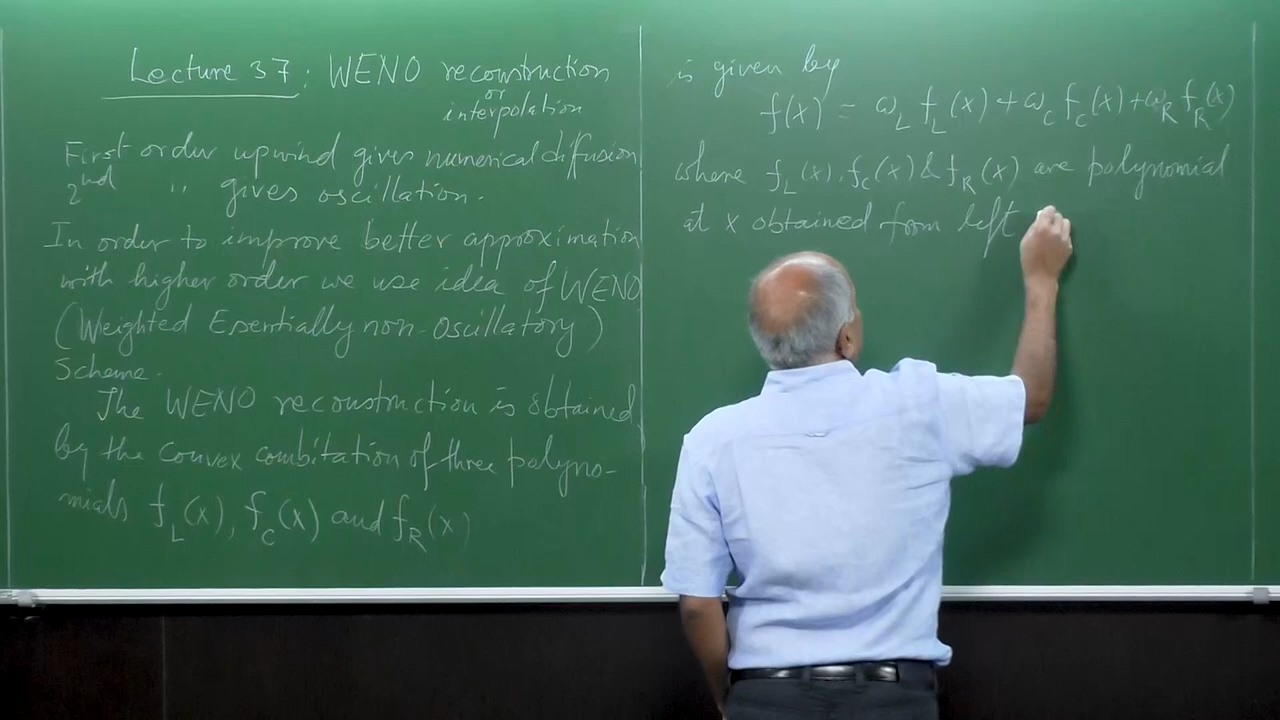 Lecture 37: WENO reconstruction
or
interpolation
First order upwind gives numerical diffusion
2nd " gives oscillation.
In order to improve better approximation
with higher order we use idea of WENO
(Weighted Essentially non-Oscillatory)
Scheme.
The WENO reconstruction is obtained
by the convex combitation of three polyno-
mials f_L(x), f_C(x) and f_R(x)
is given by
f(x) = ω_L f_L(x) + ω_C f_C(x) + ω_R f_R(x)
where f_L(x), f_C(x) & f_R(x) are polynomial
at x obtained from left